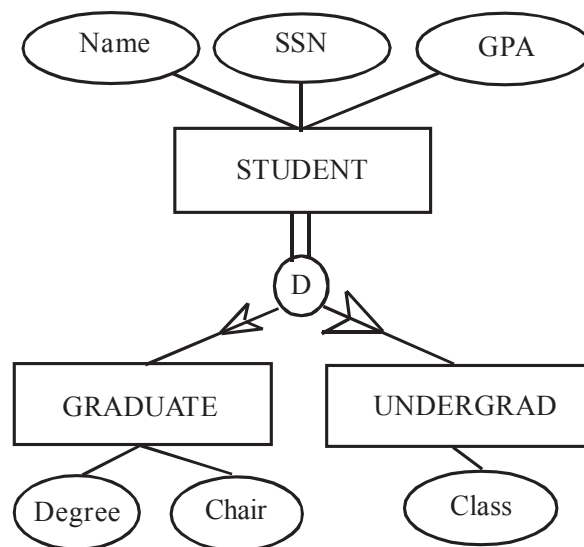 Name
SSN
GPA
STUDENT
D
GRADUATE
UNDERGRAD
Degree
Chair
Class